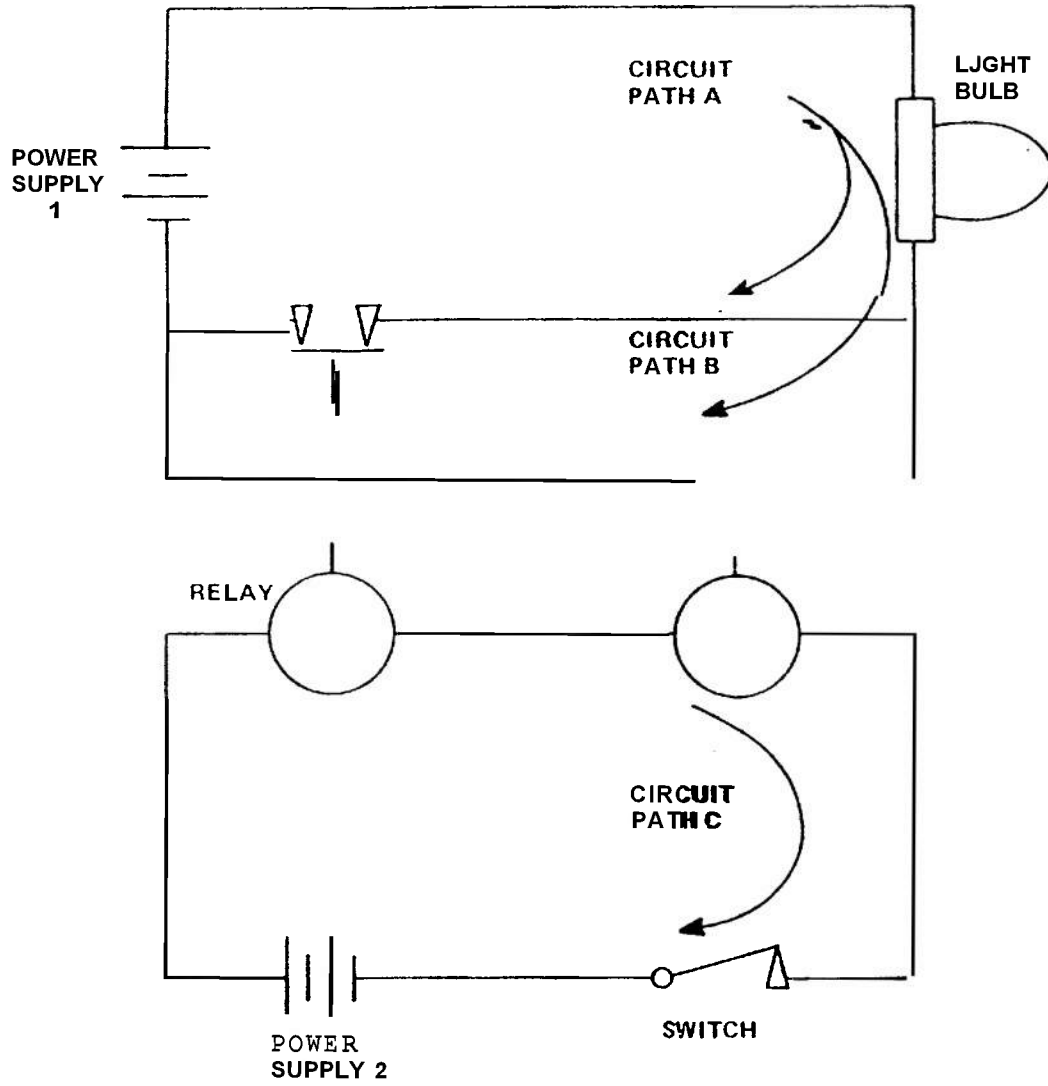 CIRCUIT
PATH A
LJGHT
BULB
POWER
SUPPLY
1
CIRCUIT
PATH B
RELAY
CIRCUIT
PATH C
SWITCH
POWER
SUPPLY 2